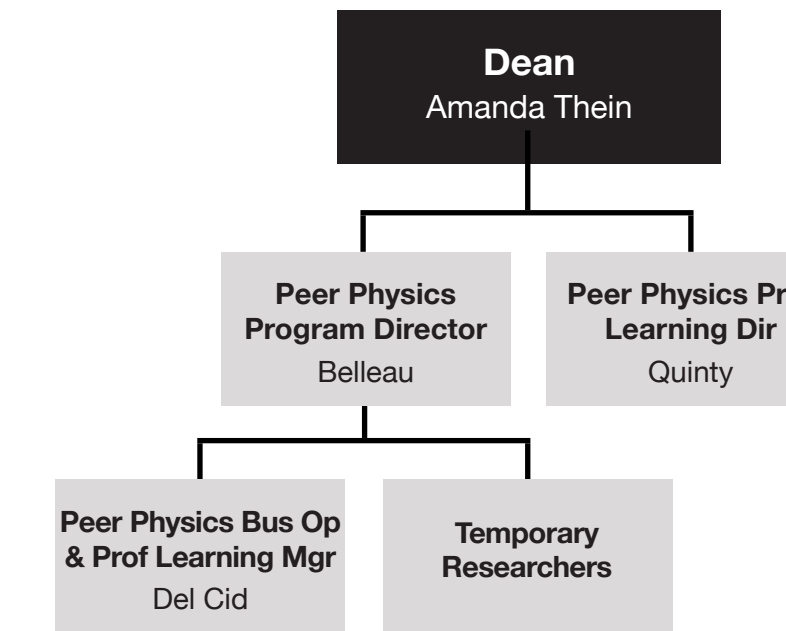 Dean
Amanda Thein
Peer Physics
Program Director
Belleau
Peer Physics
Learning Dir
Quinty
Peer Physics Bus Op
& Prof Learning Mgr
Del Cid
Temporary
Researchers